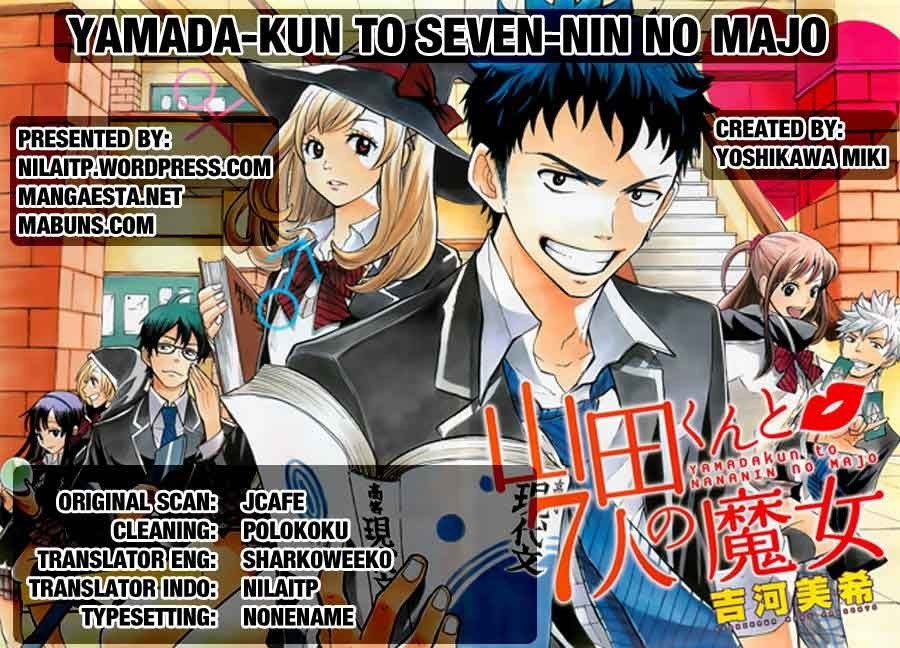 YAMADA-KUN TO SEVEN-NIN NO MAJO
PRESENTED BY:
NILAITP.WORDPRESS.COM
MANGAESTA.NET
MABUNS.COM
CREATED BY:
YOSHIKAWA MIKI
山田くんと
YAMADAKUN to
NANANIN no MAJO
7人の魔女
吉河美希
高等
現代文
ORIGINAL SCAN: JCAFE
CLEANING: POLOKOKU
TRANSLATOR ENG: SHARKOWEEKO
TRANSLATOR INDO: NILAITP
TYPESETTING: NONENAME